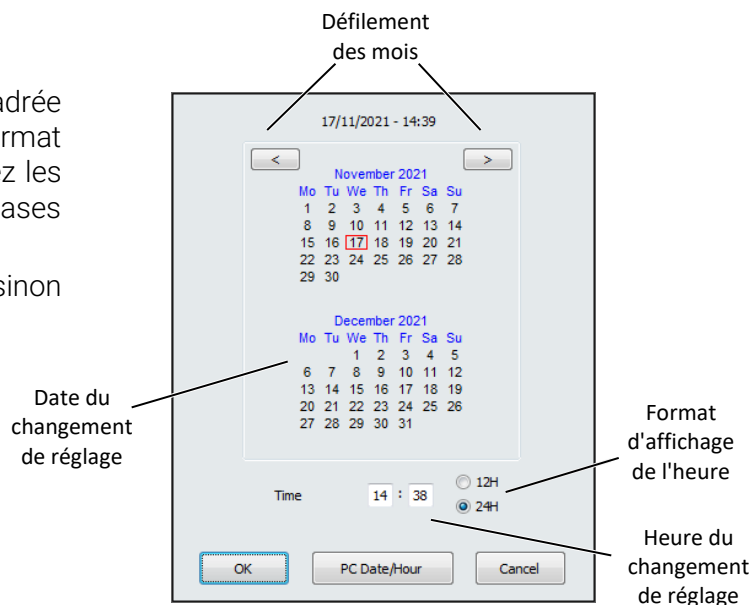 Défilement
des mois
adrée
rmat
z les
ases
sinon
17/11/2021 - 14:39
< >
November 2021
Mo Tu We Th Fr Sa Su
1 2 3 4 5 6 7
8 9 10 11 12 13 14
15 16 17 18 19 20 21
22 23 24 25 26 27 28
29 30
December 2021
Mo Tu We Th Fr Sa Su
1 2 3 4 5
6 7 8 9 10 11 12
13 14 15 16 17 18 19
20 21 22 23 24 25 26
27 28 29 30 31
Date du
changement
de réglage
Format
d'affichage
de l'heure
Time 14 : 38
12H
24H
Heure du
changement
de réglage
OK PC Date/Hour Cancel